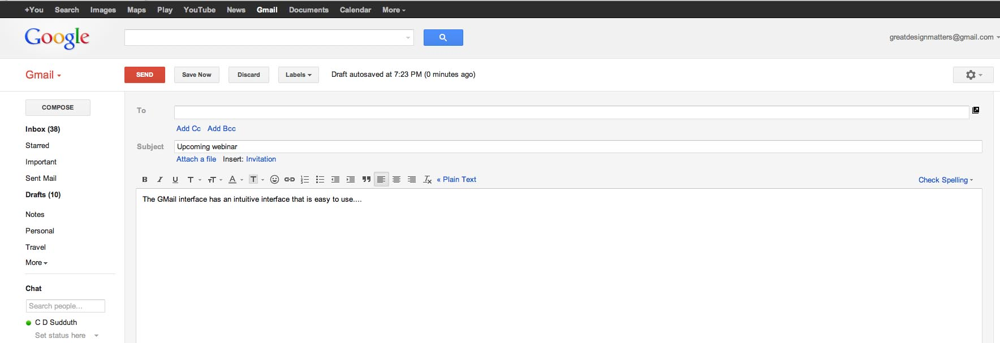 +You Search Images Maps Play YouTube News Gmail Documents Calendar More
Google
greatdesignmatters@gmail.com
Gmail
SEND Save Now Discard Labels Draft autosaved at 7:23 PM (0 minutes ago)
COMPOSE
Inbox (38)
Starred
Important
Sent Mail
Drafts (10)
Notes
Personal
Travel
More
Chat
Search people...
C D Sudduth
Set status here
To
Add Cc Add Bcc
Subject Upcoming webinar
Attach a file Insert: Invitation
B I U T TT A T « Plain Text Check Spelling
The GMail interface has an intuitive interface that is easy to use....